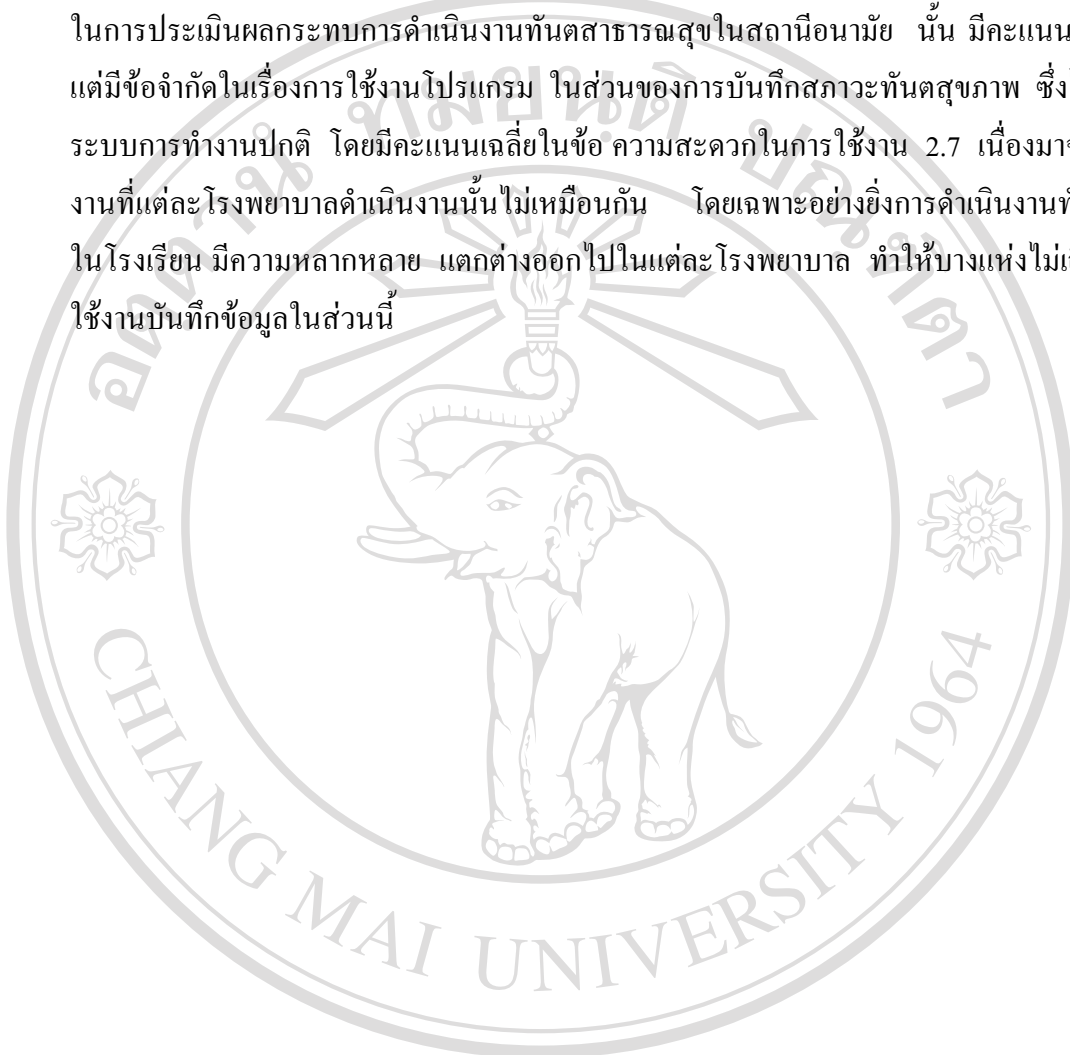 ในการประเมินผลกระทบการดำเนินงานทันตสาธารณสุขในสถานีอนามัย นั้น มีคะแนน
แต่มีข้อจำกัดในเรื่องการใช้งานโปรแกรม ในส่วนของการบันทึกสภาวะทันตสุขภาพ ซึ่ง
ระบบการทำงานปกติ โดยมีคะแนนเฉลี่ยในข้อ ความสะดวกในการใช้งาน 2.7 เนื่องมา
งานที่แต่ละโรงพยาบาลดำเนินงานนั้นไม่เหมือนกัน โดยเฉพาะอย่างยิ่งการดำเนินงาน
ในโรงเรียน มีความหลากหลาย แตกต่างออกไปในแต่ละโรงพยาบาล ทำให้บางแห่งไม่
ใช้งานบันทึกข้อมูลในส่วนนี้
อตฺตานํ ทมยนฺติ ปณฺฑิตา
CHIANG MAI UNIVERSITY 1964